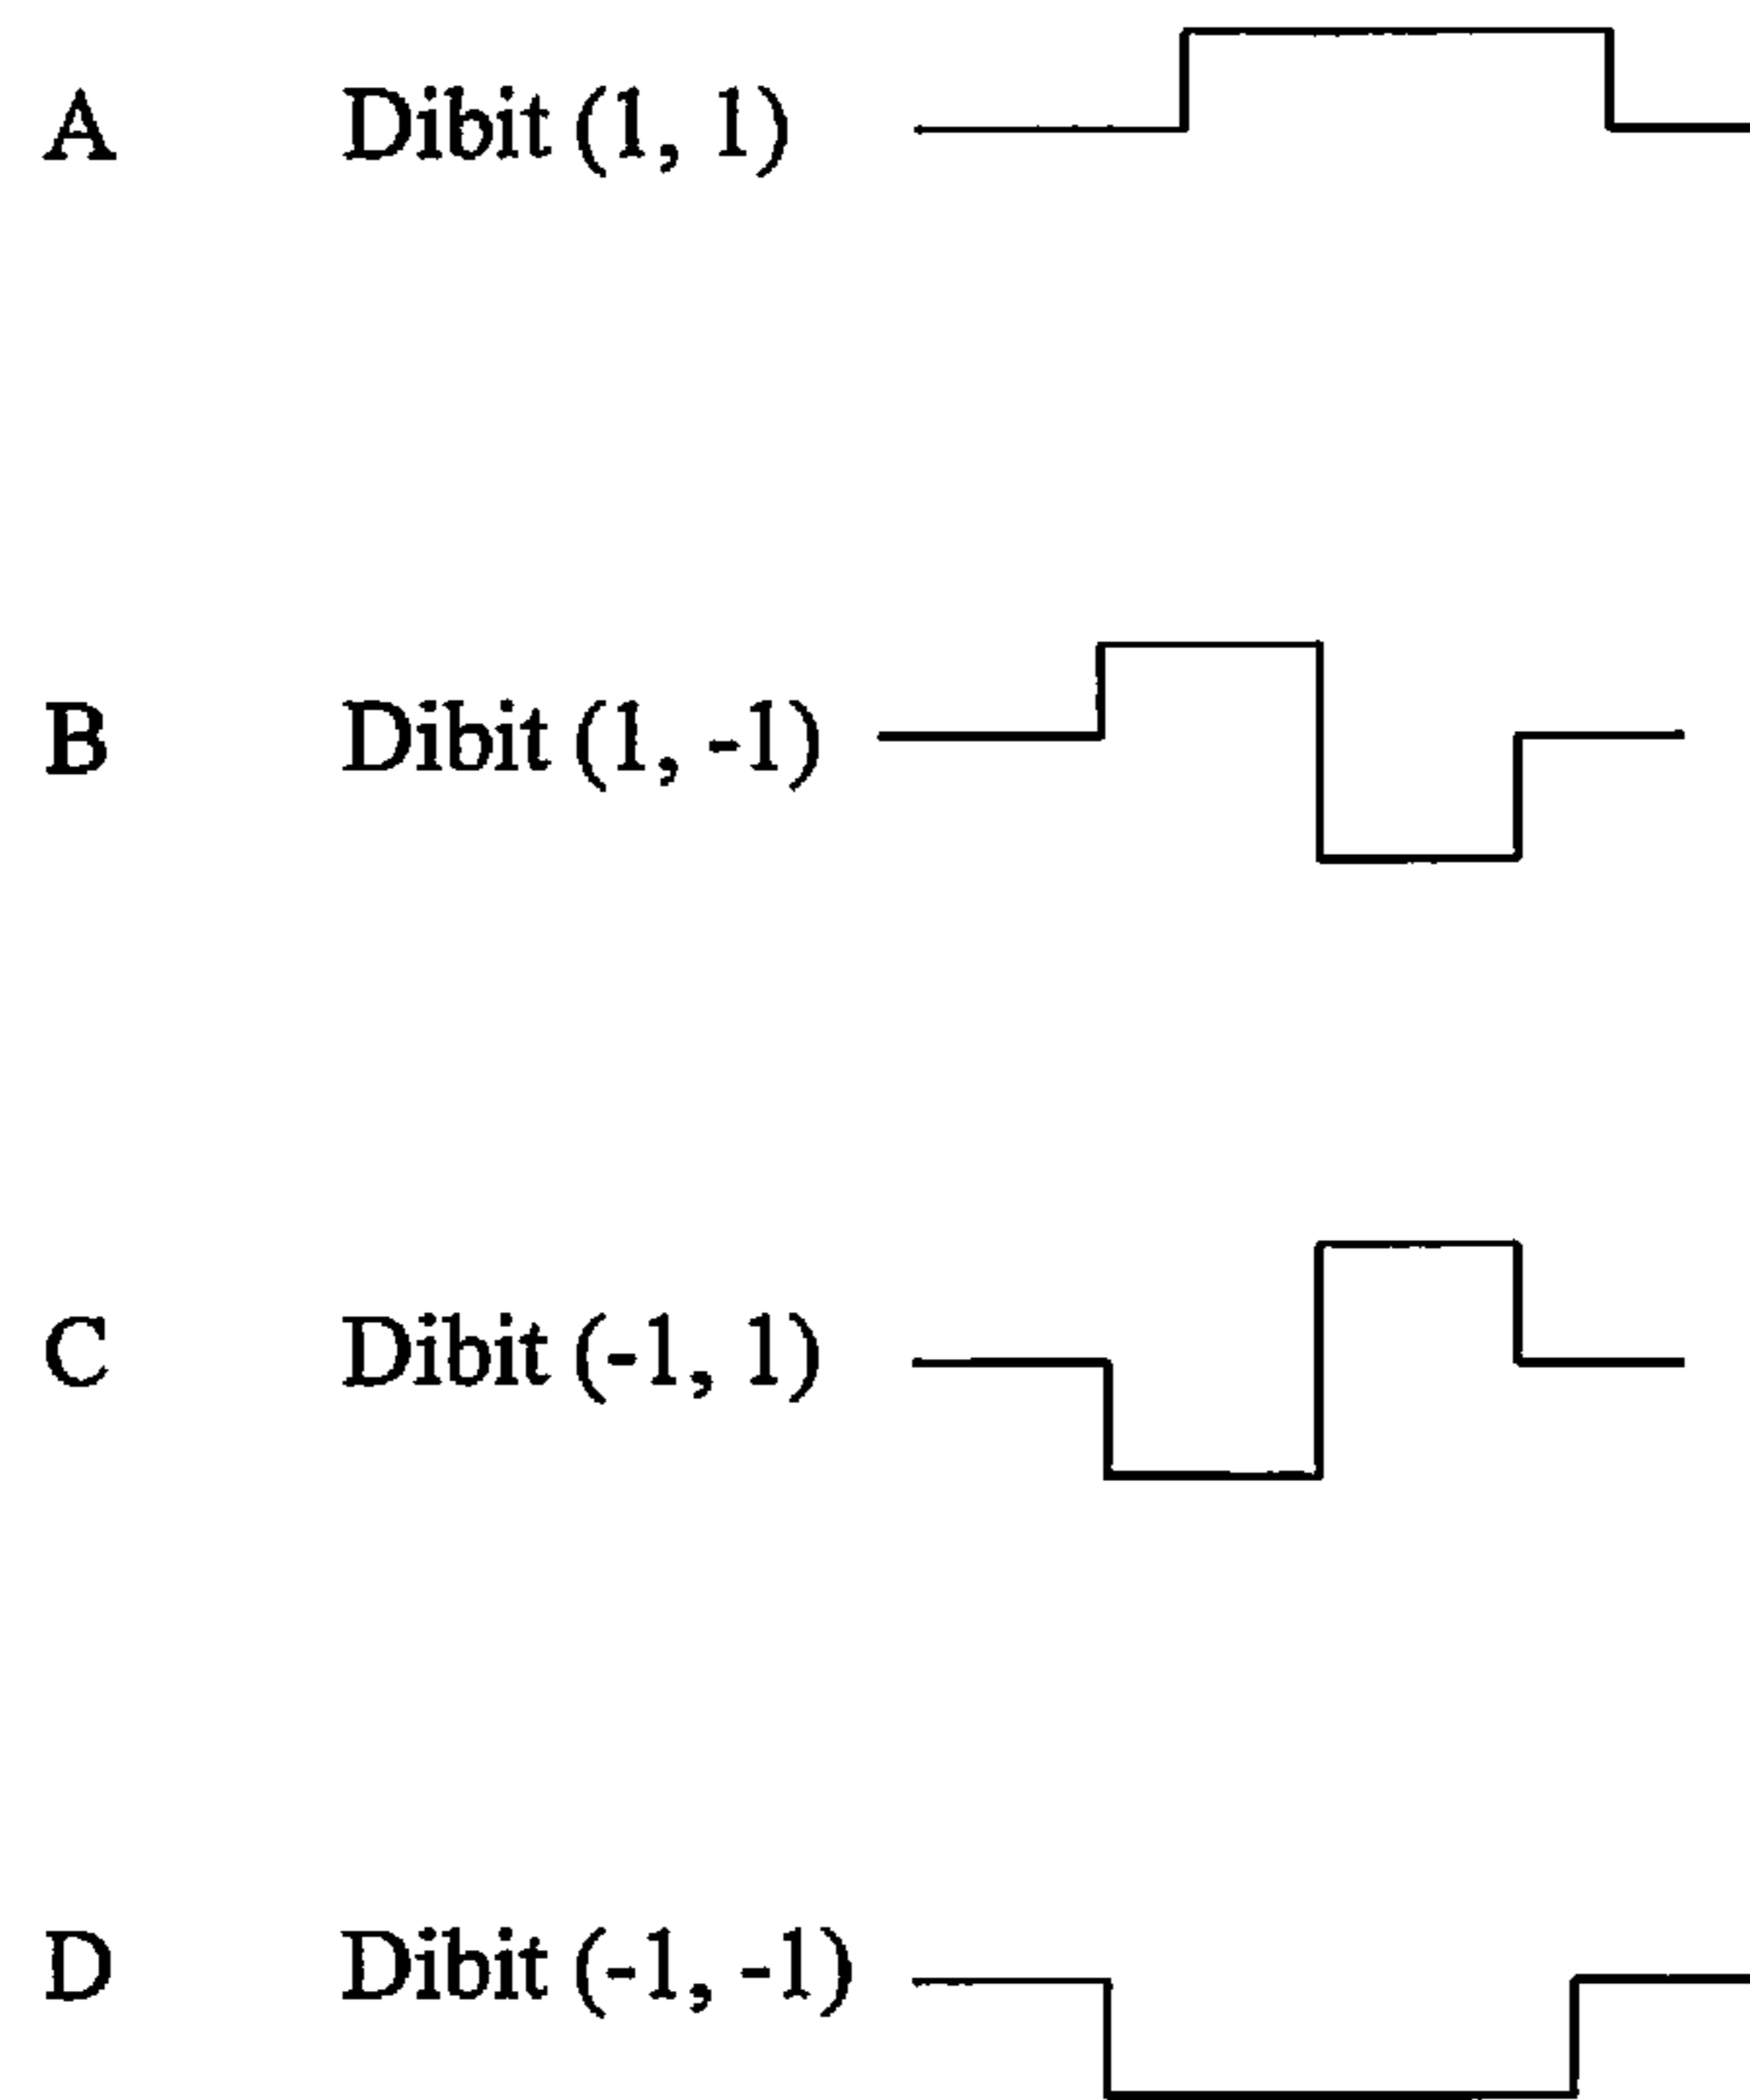 A Dibit (1, 1)
B Dibit (1, -1)
C Dibit (-1, 1)
D Dibit (-1, -1)